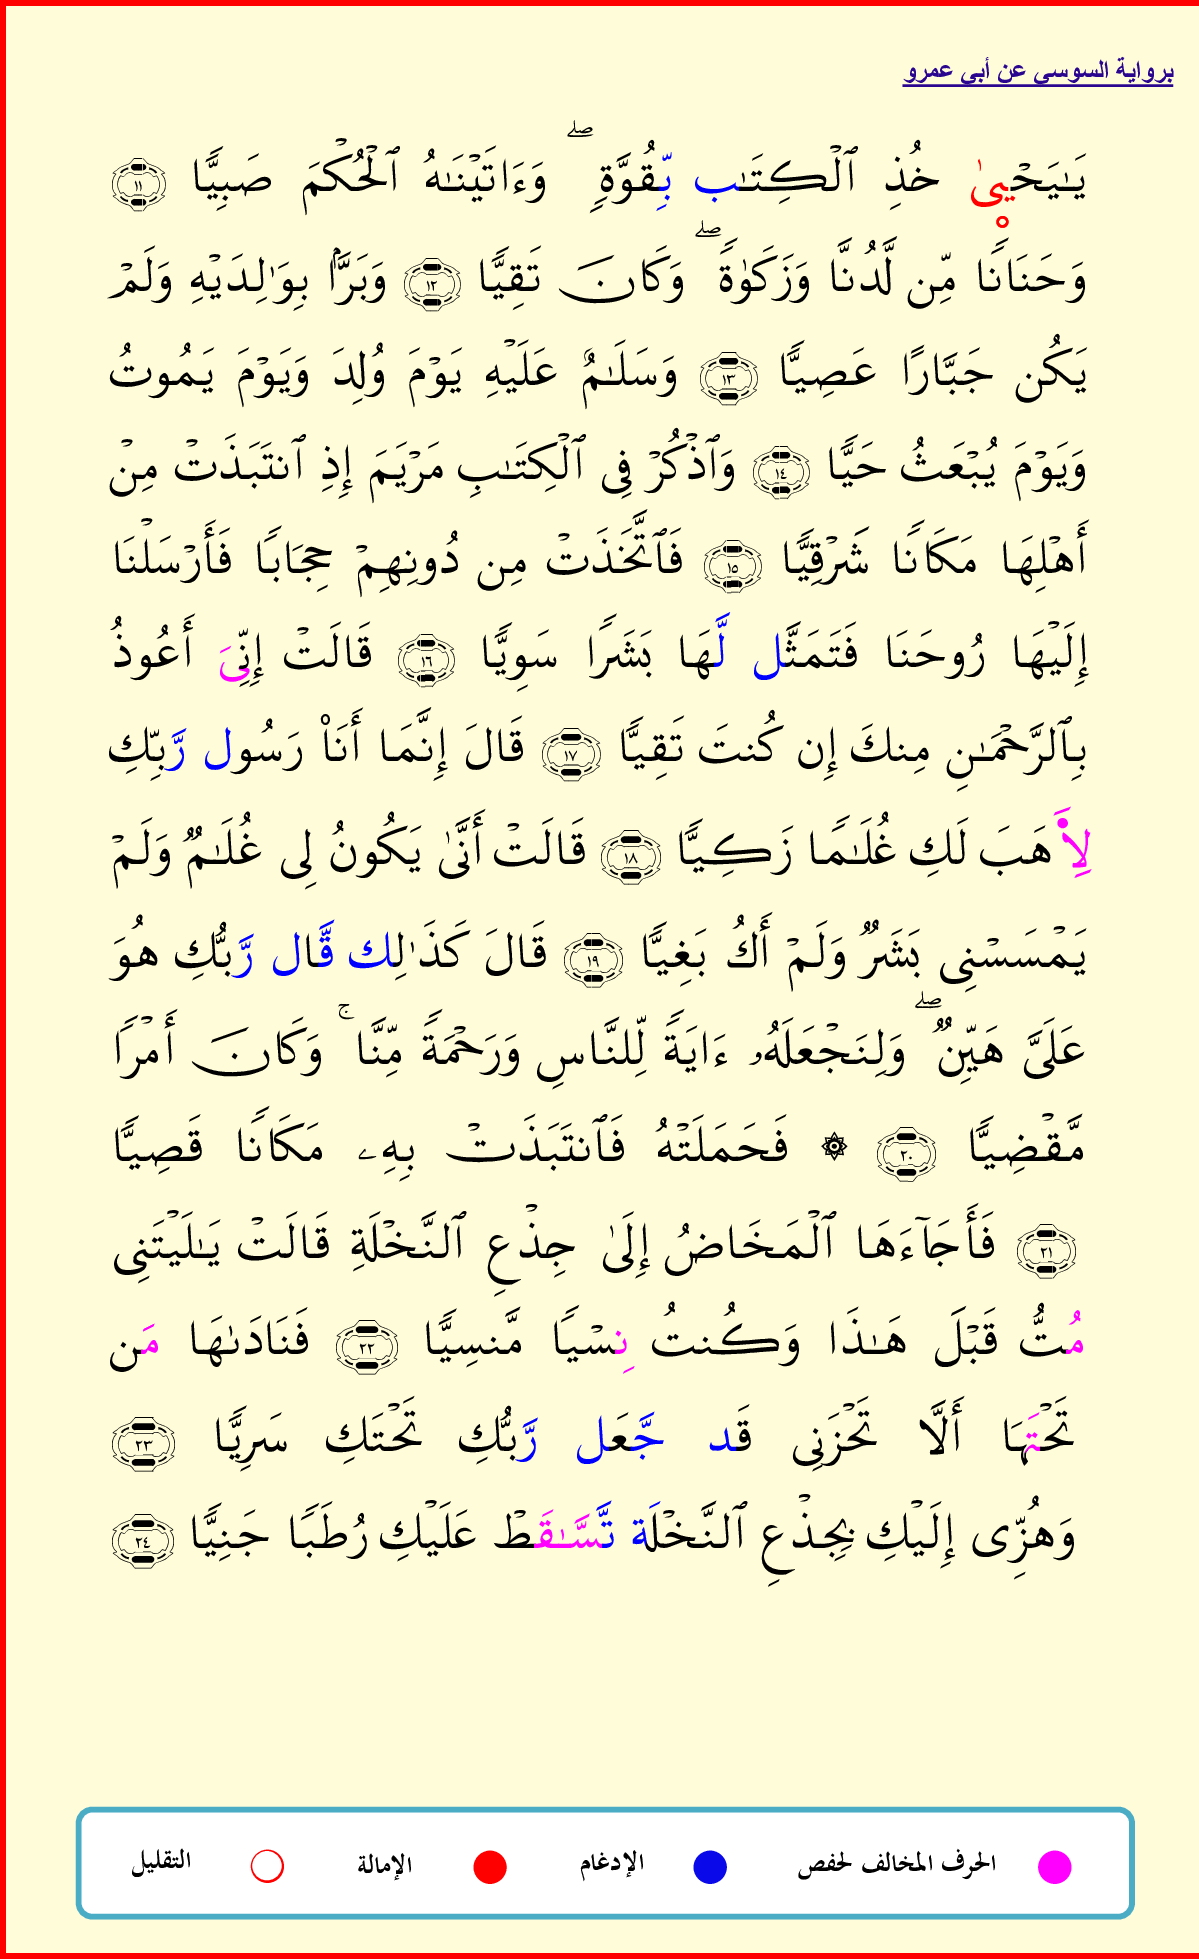 برواية السوسي عن أبي عمرو
يَـٰيَحْيىٰ خُذِ ٱلْكِتَـٰب بِّقُوَّةٍۖ وَءَاتَيْنَـٰهُ ٱلْحُكْمَ صَبِيًّا ١١
وَحَنَانًا مِّن لَّدُنَّا وَزَكَوٰةًۖ وَكَانَ تَقِيًّا ١٢ وَبَرًّۢا بِوَٰلِدَيْهِ وَلَمْ
يَكُن جَبَّارًا عَصِيًّا ١٣ وَسَلَـٰمٌ عَلَيْهِ يَوْمَ وُلِدَ وَيَوْمَ يَمُوتُ
وَيَوْمَ يُبْعَثُ حَيًّا ١٤ وَٱذْكُرْ فِى ٱلْكِتَـٰبِ مَرْيَمَ إِذِ ٱنتَبَذَتْ مِنْ
أَهْلِهَا مَكَانًا شَرْقِيًّا ١٥ فَٱتَّخَذَتْ مِن دُونِهِمْ حِجَابًا فَأَرْسَلْنَا
إِلَيْهَا رُوحَنَا فَتَمَثَّل لَّهَا بَشَرًا سَوِيًّا ١٦ قَالَتْ إِنِّىَ أَعُوذُ
بِٱلرَّحْمَـٰنِ مِنكَ إِن كُنتَ تَقِيًّا ١٧ قَالَ إِنَّمَا أَنَا۠ رَسُول رَّبِّكِ
لِأَهَبَ لَكِ غُلَـٰمًا زَكِيًّا ١٨ قَالَتْ أَنَّىٰ يَكُونُ لِى غُلَـٰمٌ وَلَمْ
يَمْسَسْنِى بَشَرٌ وَلَمْ أَكُ بَغِيًّا ١٩ قَالَ كَذَٰلِك قَّال رَّبُّكِ هُوَ
عَلَىَّ هَيِّنٌۖ وَلِنَجْعَلَهُۥ ءَايَةً لِّلنَّاسِ وَرَحْمَةً مِّنَّاۚ وَكَانَ أَمْرًا
مَّقْضِيًّا ٢٠ ۞ فَحَمَلَتْهُ فَٱنتَبَذَتْ بِهِۦ مَكَانًا قَصِيًّا
٢١ فَأَجَآءَهَا ٱلْمَخَاضُ إِلَىٰ جِذْعِ ٱلنَّخْلَةِ قَالَتْ يَـٰلَيْتَنِى
مُتُّ قَبْلَ هَـٰذَا وَكُنتُ نِسْيًا مَّنسِيًّا ٢٢ فَنَادَىٰهَا مَن
تَحْتَهَا أَلَّا تَحْزَنِى قَد جَّعَل رَّبُّكِ تَحْتَكِ سَرِيًّا ٢٣
وَهُزِّى إِلَيْكِ بِجِذْعِ ٱلنَّخْلَة تَّسَّـٰقَطْ عَلَيْكِ رُطَبًا جَنِيًّا ٢٤
الحرف المخالف لحفص الإدغام الإمالة التقليل